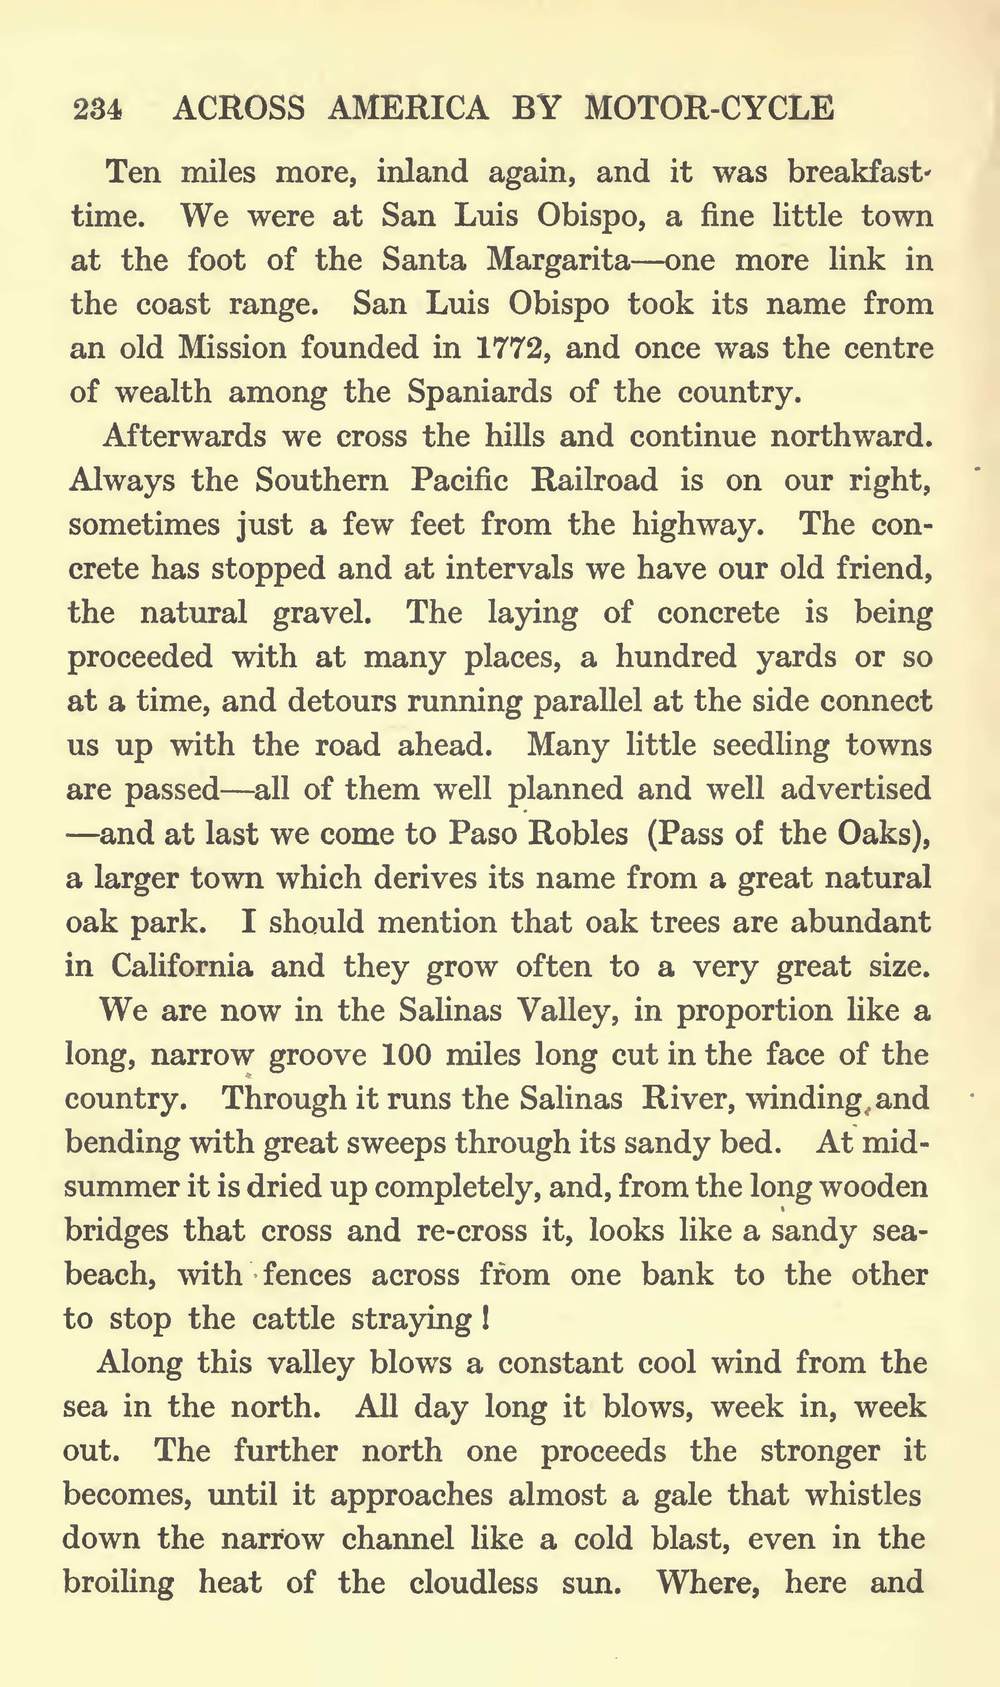 234 ACROSS AMERICA BY MOTOR-CYCLE
Ten miles more, inland again, and it was breakfast-
time. We were at San Luis Obispo, a fine little town
at the foot of the Santa Margarita—one more link in
the coast range. San Luis Obispo took its name from
an old Mission founded in 1772, and once was the centre
of wealth among the Spaniards of the country.
Afterwards we cross the hills and continue northward.
Always the Southern Pacific Railroad is on our right,
sometimes just a few feet from the highway. The con-
crete has stopped and at intervals we have our old friend,
the natural gravel. The laying of concrete is being
proceeded with at many places, a hundred yards or so
at a time, and detours running parallel at the side connect
us up with the road ahead. Many little seedling towns
are passed—all of them well planned and well advertised
—and at last we come to Paso Robles (Pass of the Oaks),
a larger town which derives its name from a great natural
oak park. I should mention that oak trees are abundant
in California and they grow often to a very great size.
We are now in the Salinas Valley, in proportion like a
long, narrow groove 100 miles long cut in the face of the
country. Through it runs the Salinas River, winding and
bending with great sweeps through its sandy bed. At mid-
summer it is dried up completely, and, from the long wooden
bridges that cross and re-cross it, looks like a sandy sea-
beach, with fences across from one bank to the other
to stop the cattle straying!
Along this valley blows a constant cool wind from the
sea in the north. All day long it blows, week in, week
out. The further north one proceeds the stronger it
becomes, until it approaches almost a gale that whistles
down the narrow channel like a cold blast, even in the
broiling heat of the cloudless sun. Where, here and